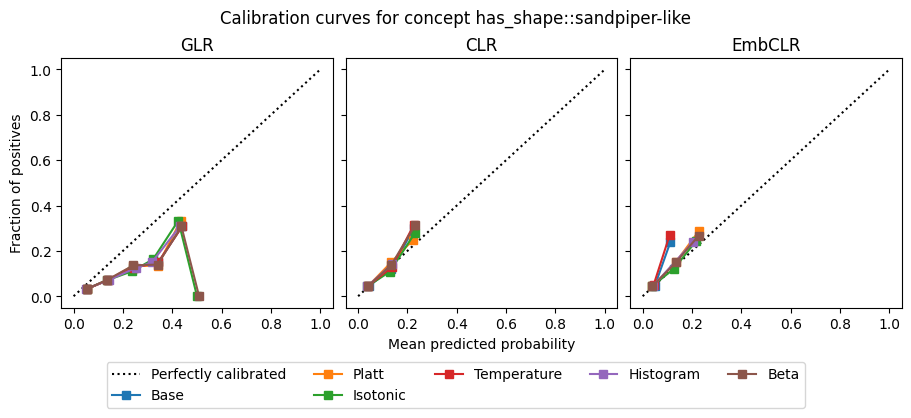 Calibration curves for concept has_shape::sandpiper-like
GLR
CLR
EmbCLR
Fraction of positives
1.0
0.8
0.6
0.4
0.2
0.0
0.0 0.2 0.4 0.6 0.8 1.0
0.0 0.2 0.4 0.6 0.8 1.0
0.0 0.2 0.4 0.6 0.8 1.0
Mean predicted probability
Perfectly calibrated
Base
Platt
Isotonic
Temperature
Histogram
Beta